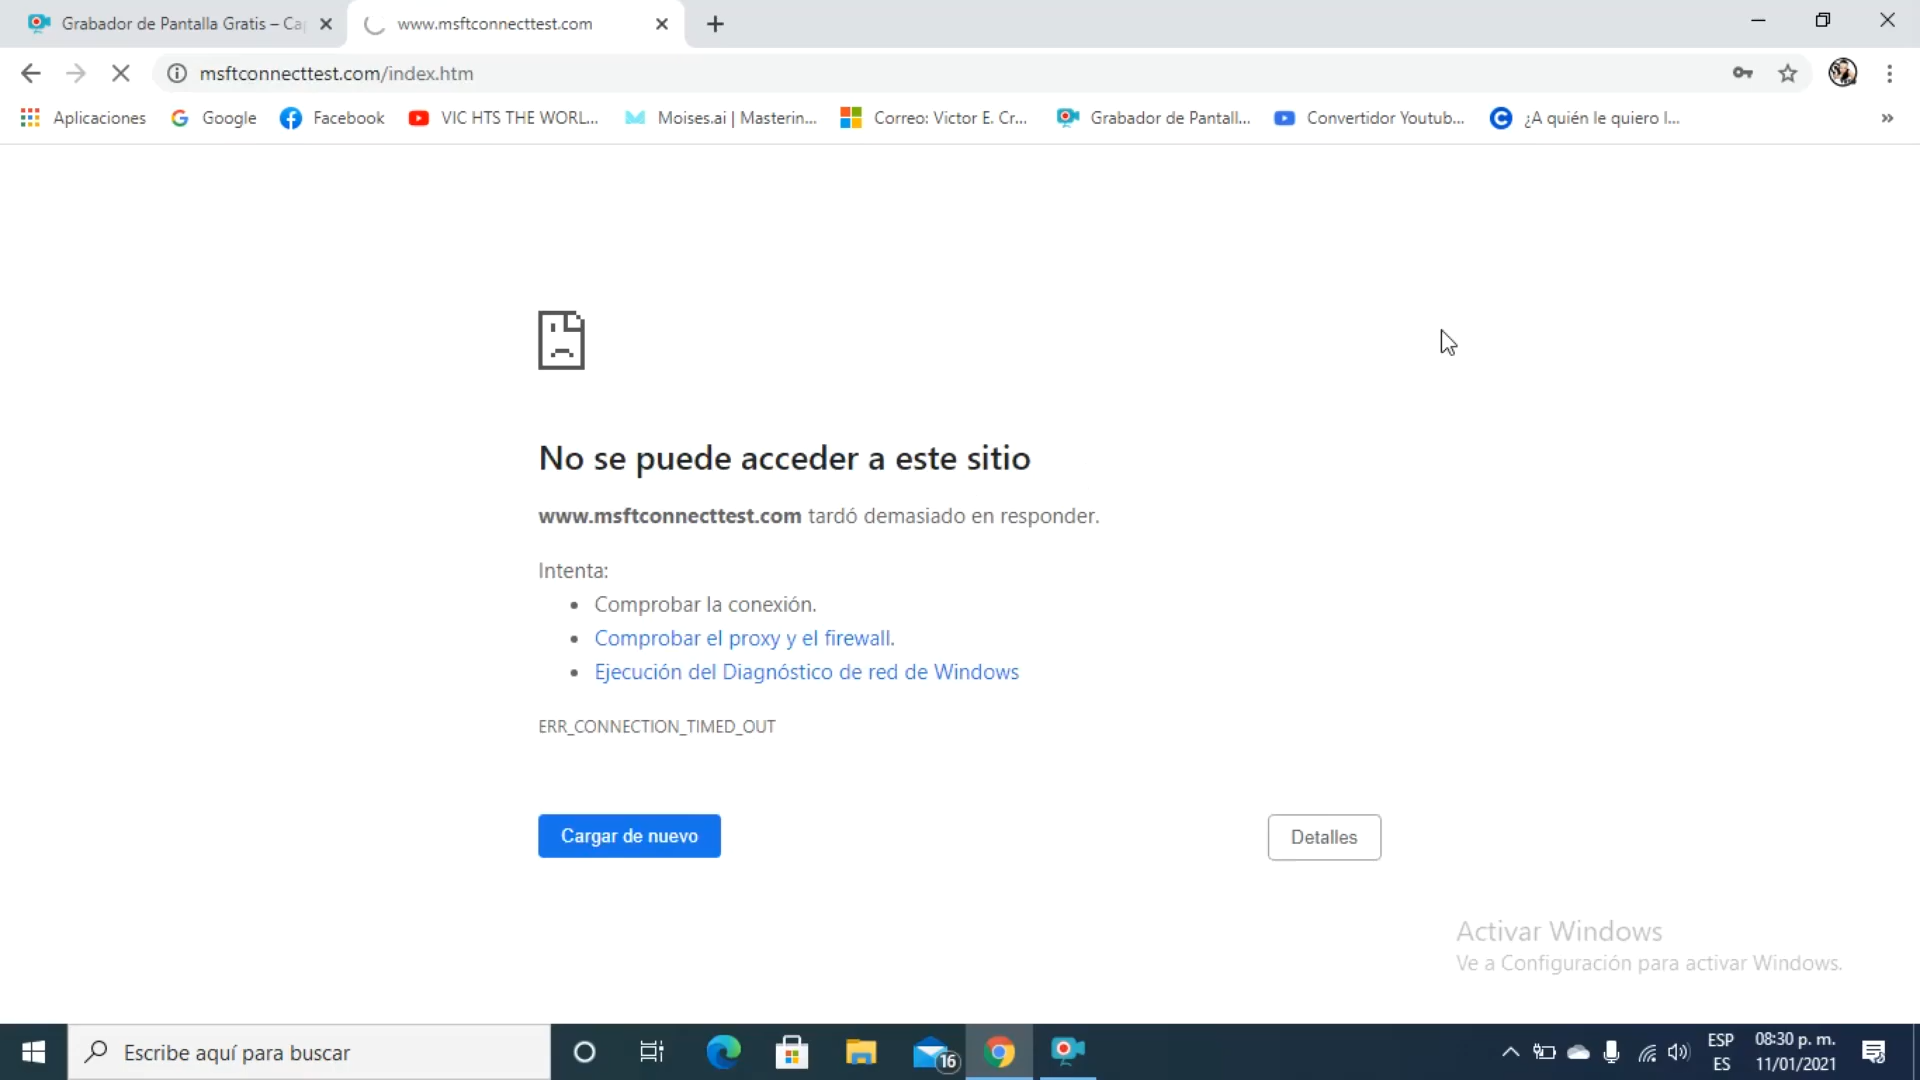 Grabador de Pantalla Gratis – Ca
www.msftconnecttest.com
msftconnecttest.com/index.htm
Aplicaciones
Google
Facebook
VIC HTS THE WORL...
Moises.ai | Masterin...
Correo: Victor E. Cr...
Grabador de Pantall...
Convertidor Youtub...
¿A quién le quiero l...
No se puede acceder a este sitio
www.msftconnecttest.com tardó demasiado en responder.
Intenta:
• Comprobar la conexión.
• Comprobar el proxy y el firewall.
• Ejecución del Diagnóstico de red de Windows
ERR_CONNECTION_TIMED_OUT
Cargar de nuevo
Detalles
Activar Windows
Ve a Configuración para activar Windows.
Escribe aquí para buscar
16
ESP
ES
08:30 p. m.
11/01/2021